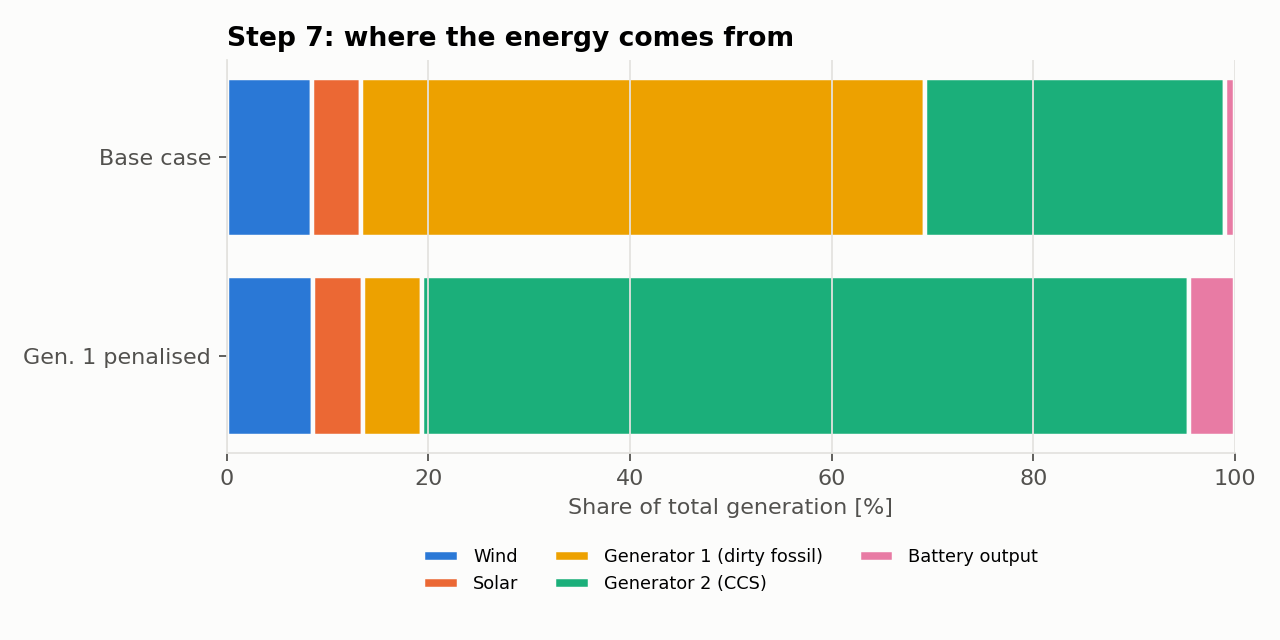 Step 7: where the energy comes from
Base case
Gen. 1 penalised
0 20 40 60 80 100
Share of total generation [%]
Wind Generator 1 (dirty fossil) Battery output
Solar Generator 2 (CCS)